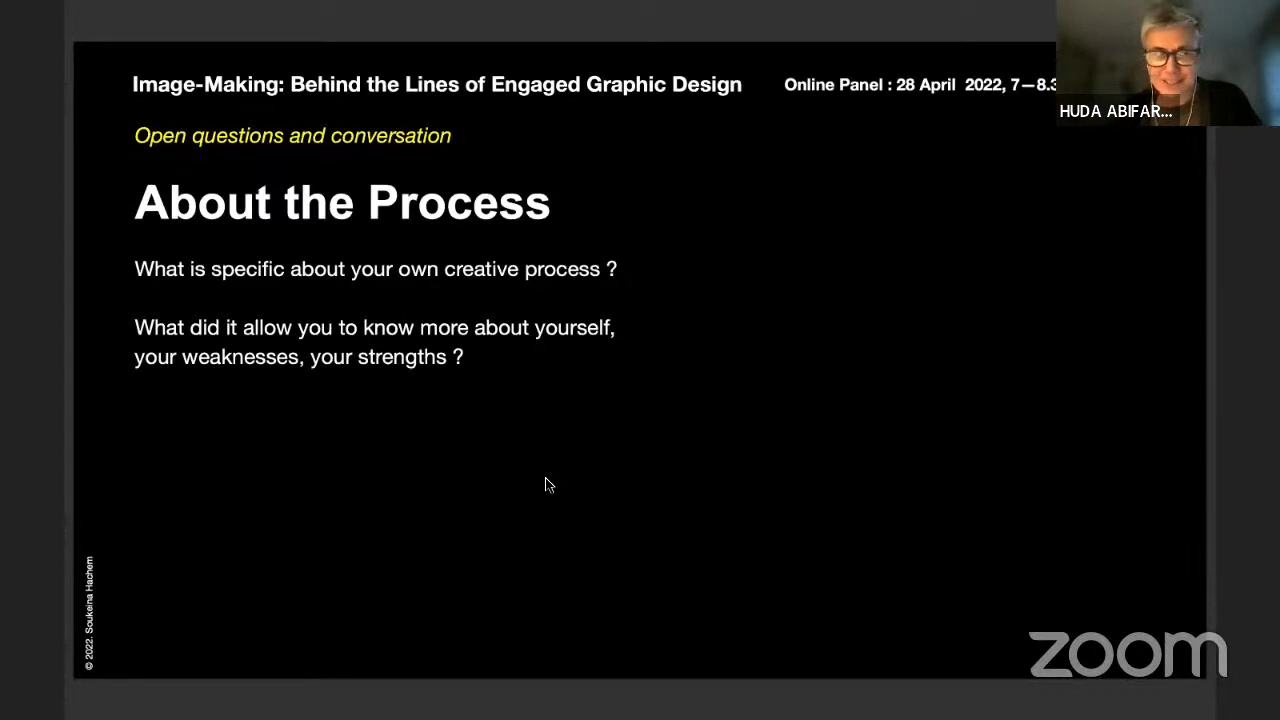 Image-Making: Behind the Lines of Engaged Graphic Design
Online Panel : 28 April 2022, 7—8.3
HUDA ABIFAR...
Open questions and conversation
About the Process
What is specific about your own creative process ?
What did it allow you to know more about yourself,
your weaknesses, your strengths ?
© 2022. Soukeina Hachem
zoom